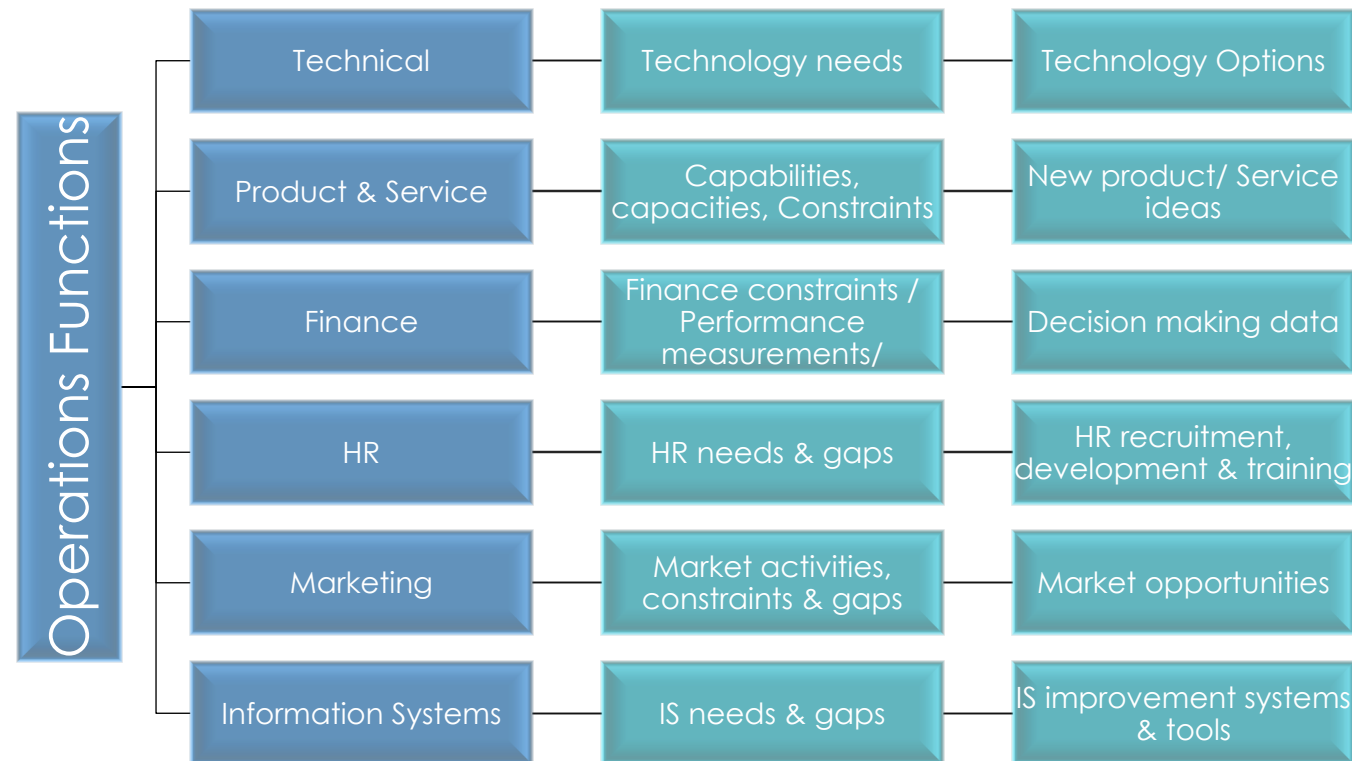 Operations Functions
Technical
Technology needs
Technology Options
Product & Service
Capabilities,
capacities, Constraints
New product/ Service
ideas
Finance
Finance constraints /
Performance
measurements/
Decision making data
HR
HR needs & gaps
HR recruitment,
development & training
Marketing
Market activities,
constraints & gaps
Market opportunities
Information Systems
IS needs & gaps
IS improvement systems
& tools